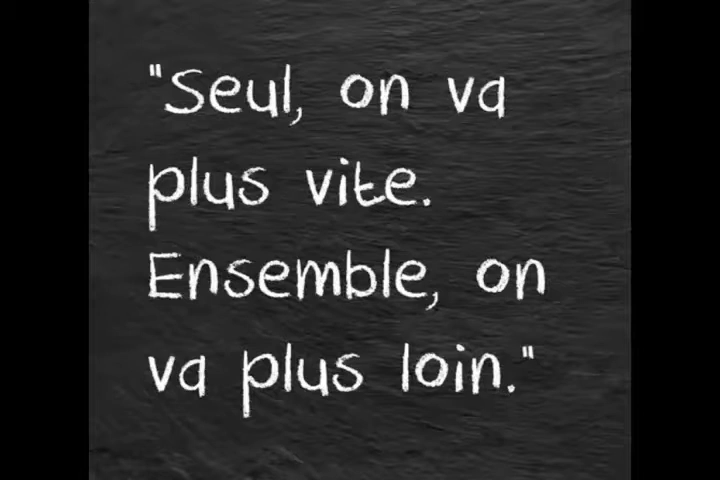 "Seul, on va
plus vite.
Ensemble, on
va plus loin."